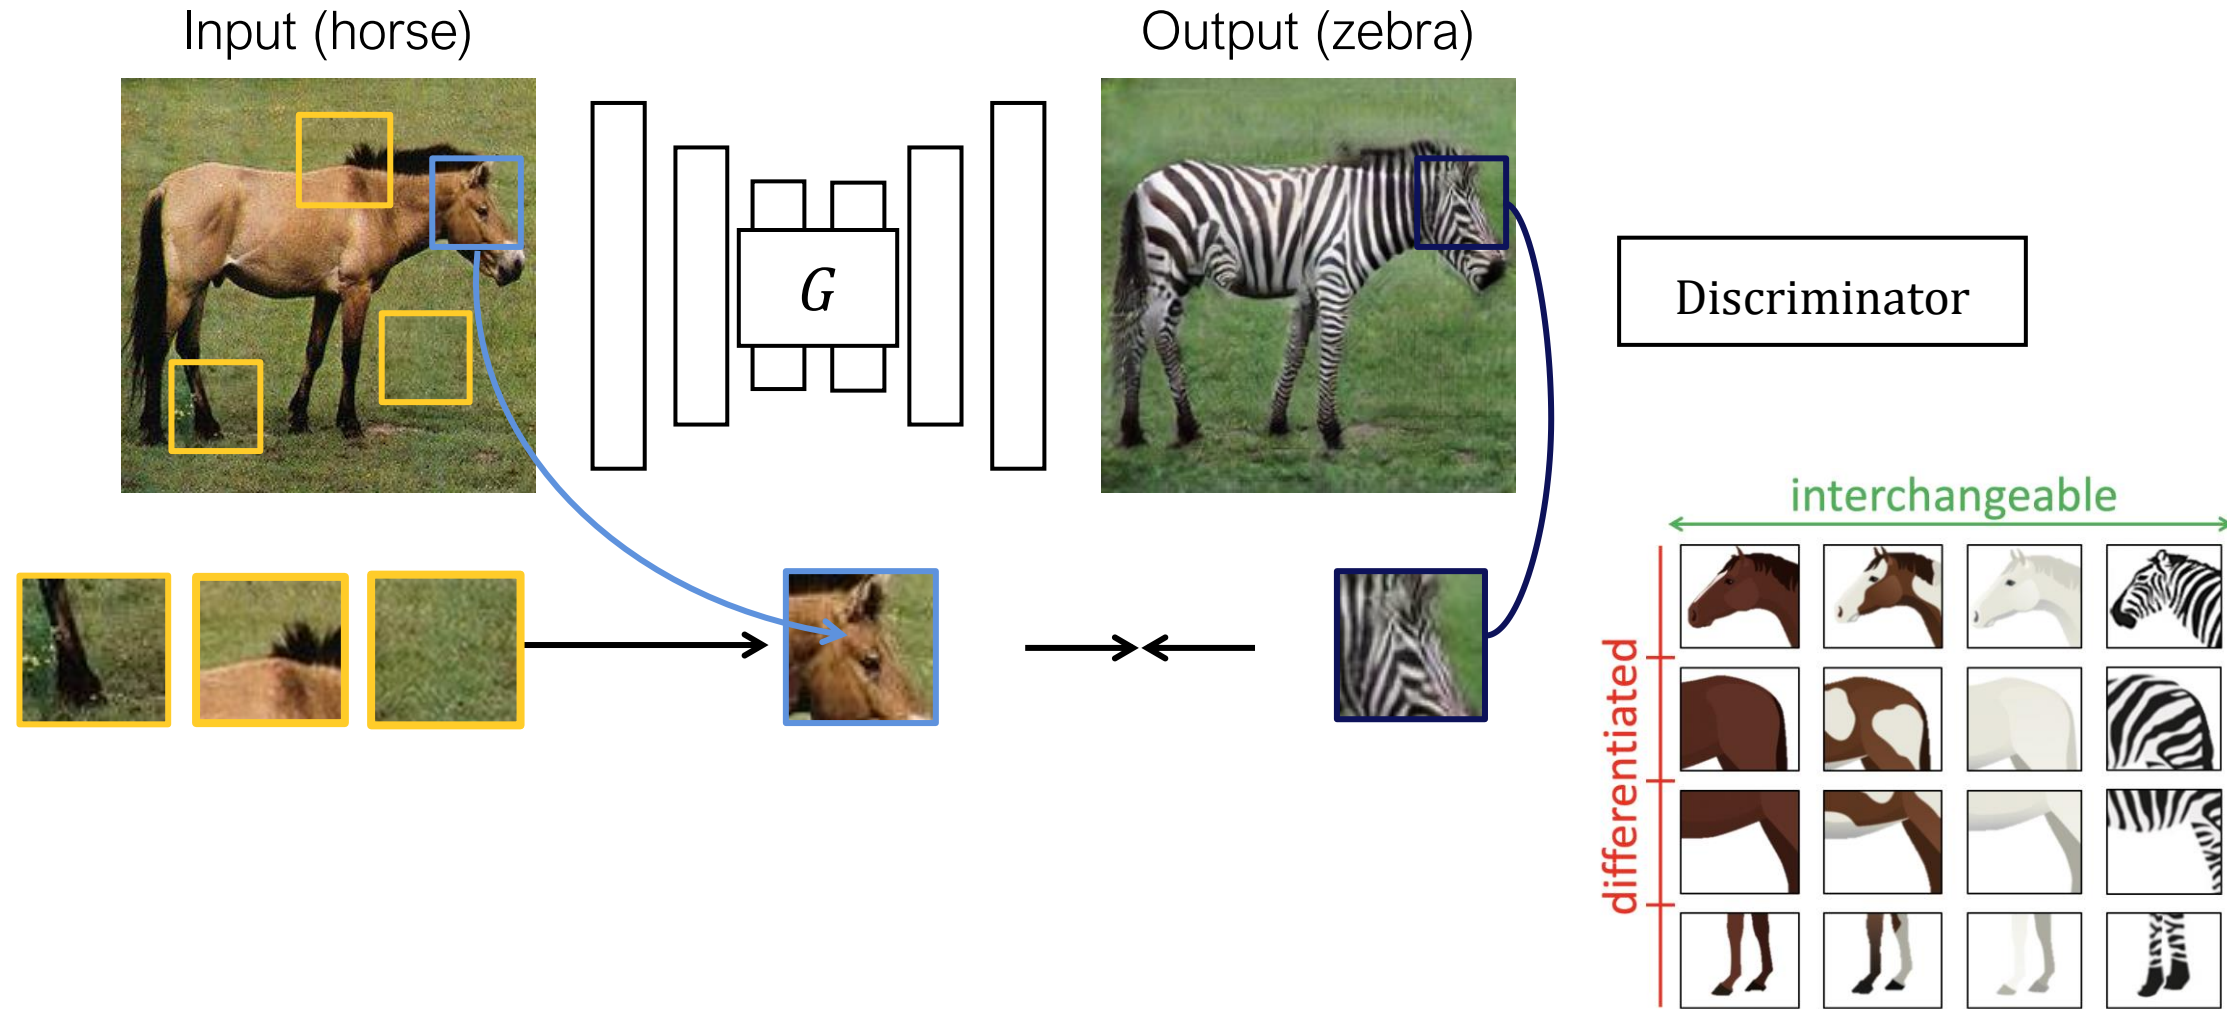 Input (horse)
Output (zebra)
G
Discriminator
interchangeable
differentiated